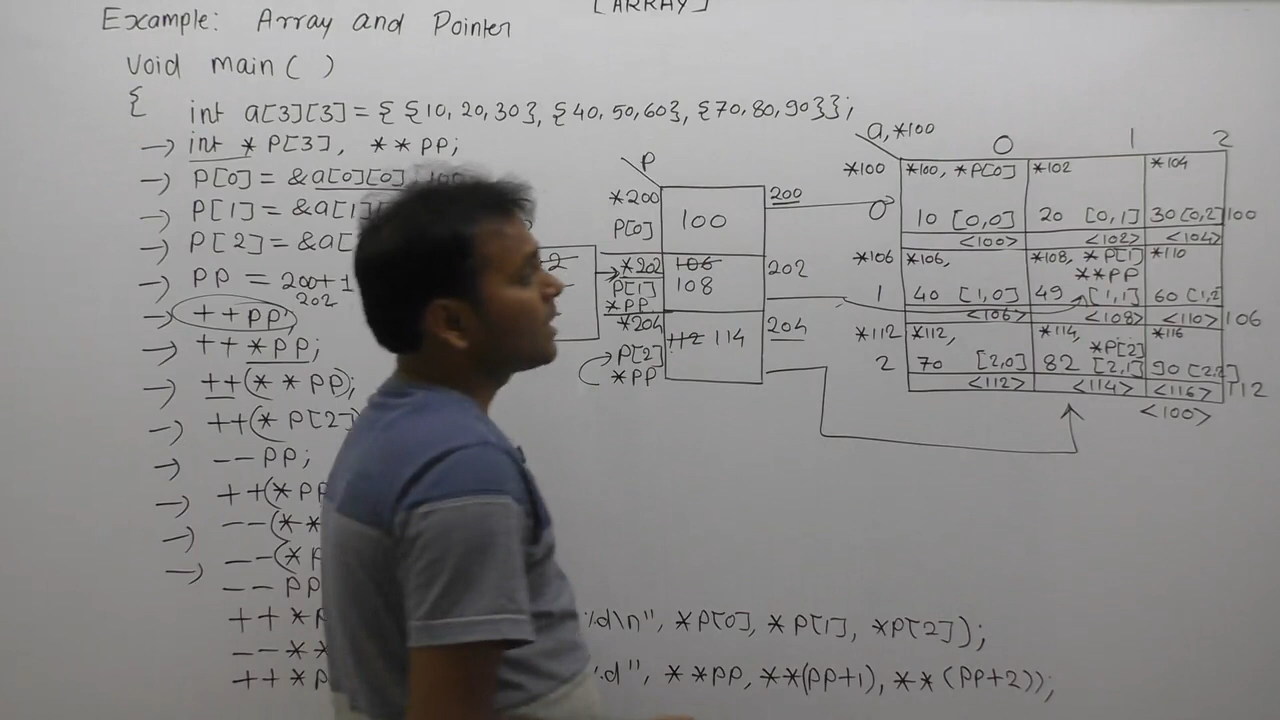 [ARRAY]
Example: Array and Pointer
void main( )
{
int a[3][3] = { {10, 20, 30}, {40, 50, 60}, {70, 80, 90}};
→ int * P[3], **PP;
→ P[0] = &a[0][0]
→ P[1] = &a[1]
→ P[2] = &a[
→ PP = 200+1
202
→ ++PP;
→ ++*PP;
→ ++(**PP);
→ ++(*P[2]
→ --PP;
→ ++(*PP
→ --(**
→ --(*P
--PP
++*P
--**
++*P
%d\n", *P[0], *P[1], *P[2]);
%d", **PP, **(PP+1), **(PP+2));
P
*200 200
P[0] 100
*202 106 202
P[1] 108
*PP
*204 204
P[2] 112 114
*PP
a, *100
0 1 2
*100 *100, *P[0] *102 *104
0 10 [0,0] 20 [0,1] 30 [0,2] 100
<100> <102> <104>
*106 *106, *108, *P[1] *110
**PP
1 40 [1,0] 49 [1,1] 60 [1,2
<106> <108> <110> 106
*112 *112, *114, *116
*P[2]
2 70 [2,0] 82 [2,1] 90 [2,2]
<112> <114> <116> 112
<100>